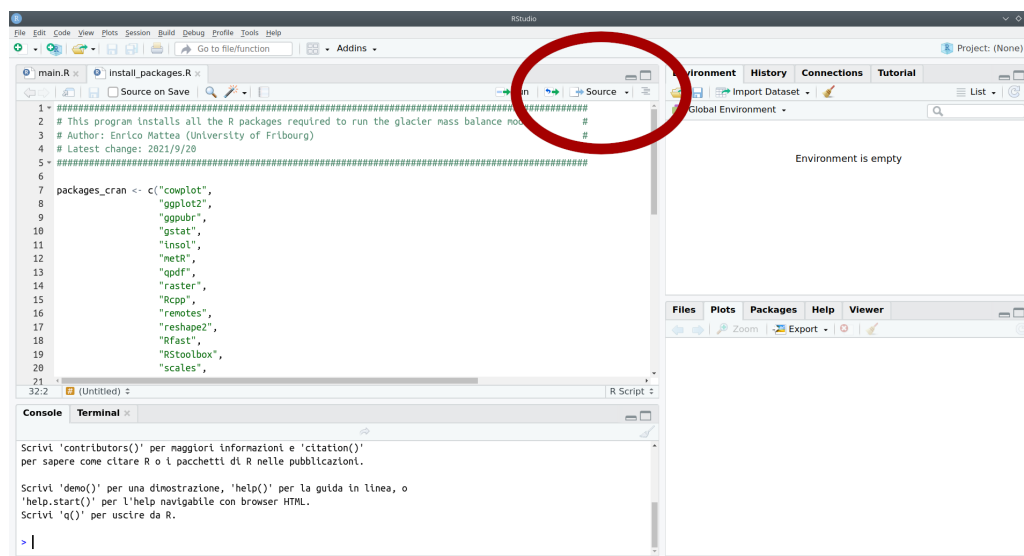 RStudio
File Edit Code View Plots Session Build Debug Profile Tools Help
Go to file/function Addins Project: (None)
main.R install_packages.R
Source on Save Source
1 ####################################################################################################
2 # This program installs all the R packages required to run the glacier mass balance #
3 # Author: Enrico Mattea (University of Fribourg) #
4 # Latest change: 2021/9/20
5 ####################################################################################################
6
7 packages_cran <- c("cowplot",
8 "ggplot2",
9 "ggpubr",
10 "gstat",
11 "insol",
12 "metR",
13 "qpdf",
14 "raster",
15 "Rcpp",
16 "remotes",
17 "reshape2",
18 "Rfast",
19 "RStoolbox",
20 "scales",
21
32:2 (Untitled) R Script
Console Terminal
Scrivi 'contributors()' per maggiori informazioni e 'citation()'
per sapere come citare R o i pacchetti di R nelle pubblicazioni.
Scrivi 'demo()' per una dimostrazione, 'help()' per la guida in linea, o
'help.start()' per l'help navigabile con browser HTML.
Scrivi 'q()' per uscire da R.
>
History Connections Tutorial
Import Dataset List
Global Environment
Environment is empty
Files Plots Packages Help Viewer
Zoom Export